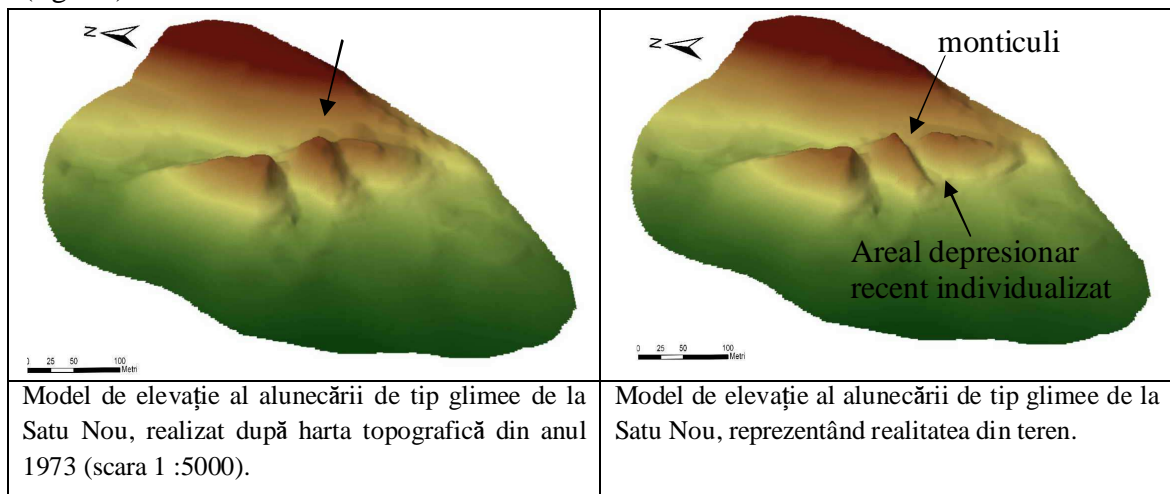 N
N
monticuli
Areal depresionar
recent individualizat
0 25 50 100
Metri
0 25 50 100
Metri
Model de elevație al alunecării de tip glimee de la
Satu Nou, realizat după harta topografică din anul
1973 (scara 1 :5000).
Model de elevație al alunecării de tip glimee de la
Satu Nou, reprezentând realitatea din teren.